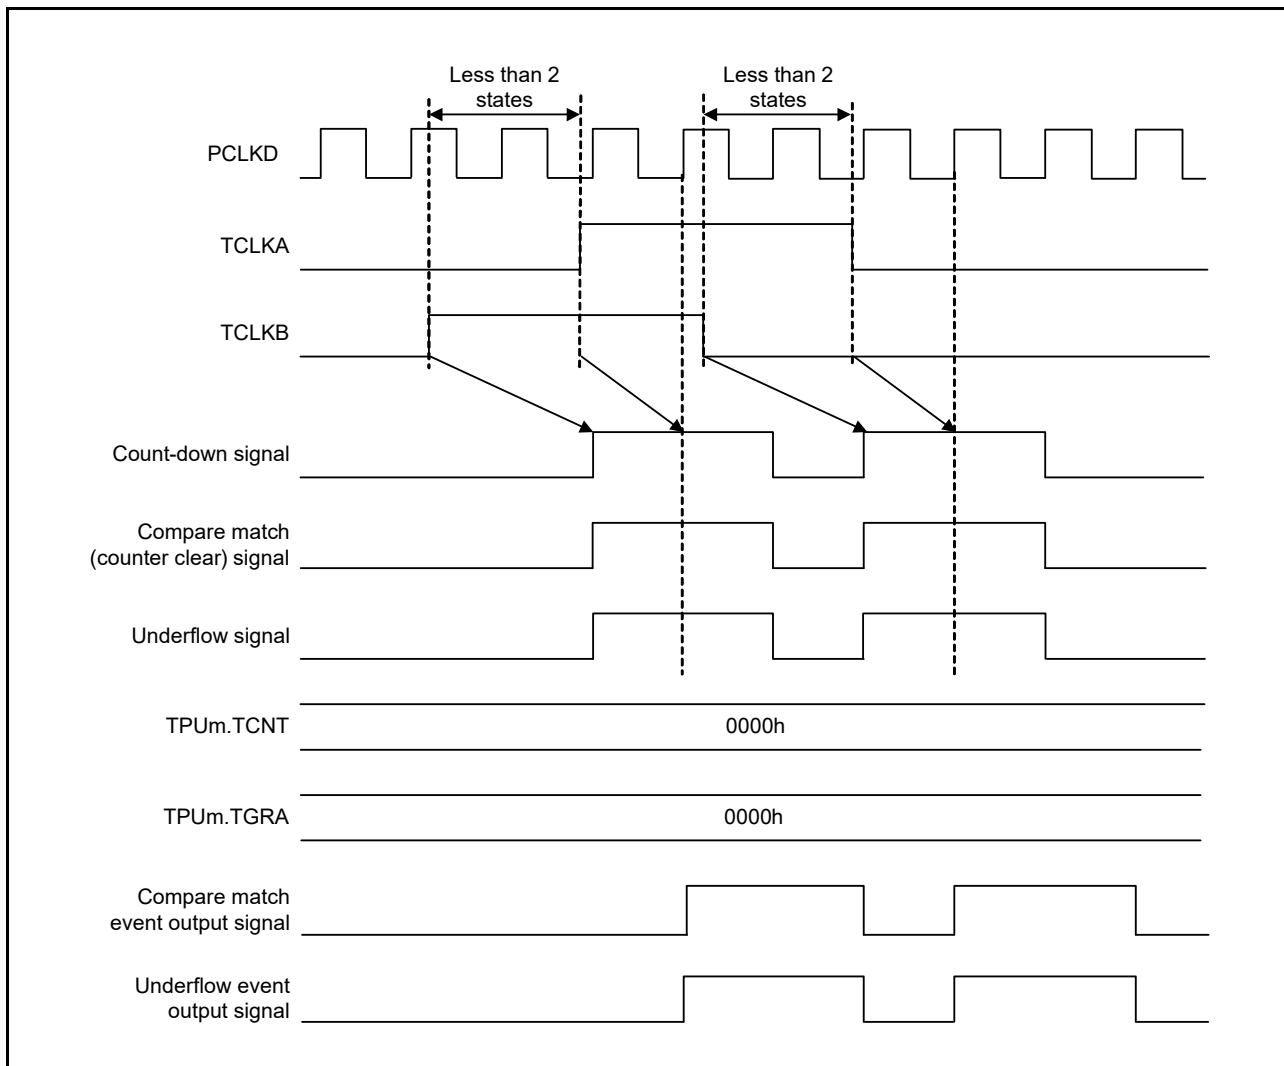 Less than 2
states
Less than 2
states
PCLKD
TCLKA
TCLKB
Count-down signal
Compare match
(counter clear) signal
Underflow signal
TPUm.TCNT
0000h
TPUm.TGRA
0000h
Compare match
event output signal
Underflow event
output signal